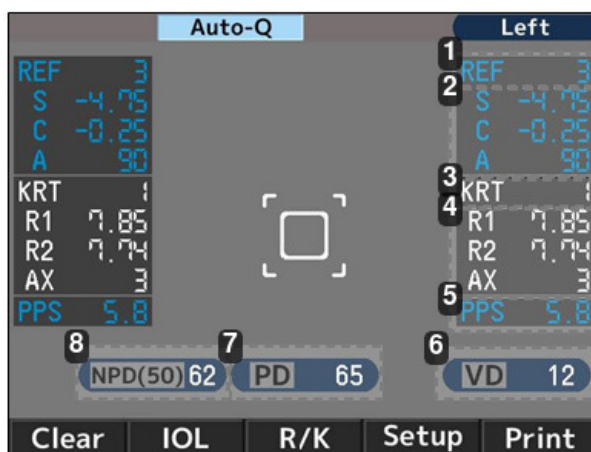 Auto-Q Left
1
REF 3 REF 3
2
S -4.75 S -4.75
C -0.25 C -0.25
A 90 A 90
3
KRT 1 KRT 1
4
R1 7.85 R1 7.85
R2 7.74 R2 7.74
AX 3 AX 3
5
PPS 5.8 PPS 5.8
8 7 6
NPD(50) 62 PD 65 VD 12
Clear IOL R/K Setup Print